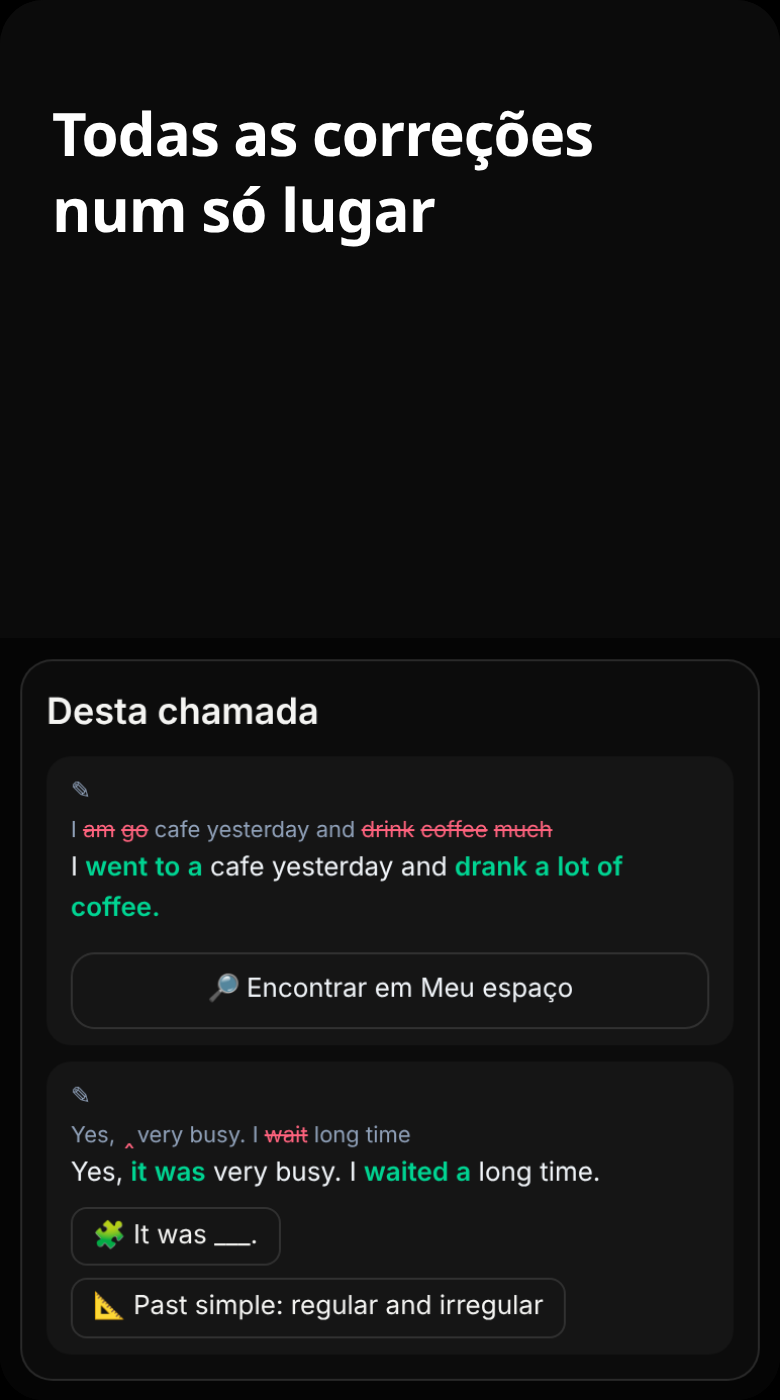 Todas as correções
num só lugar
Desta chamada
✎
I am go cafe yesterday and drink coffee much
I went to a cafe yesterday and drank a lot of
coffee.
🔎 Encontrar em Meu espaço
✎
Yes, ‸very busy. I wait long time
Yes, it was very busy. I waited a long time.
🧩 It was ___.
📐 Past simple: regular and irregular